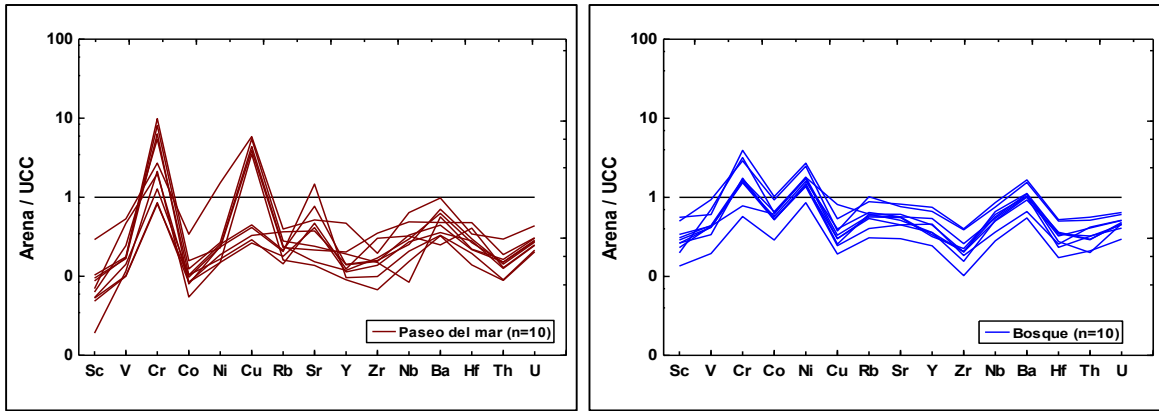 Arena / UCC
100
10
1
0
0
Sc V Cr Co Ni Cu Rb Sr Y Zr Nb Ba Hf Th U
Paseo del mar (n=10)
Arena / UCC
100
10
1
0
0
Sc V Cr Co Ni Cu Rb Sr Y Zr Nb Ba Hf Th U
Bosque (n=10)